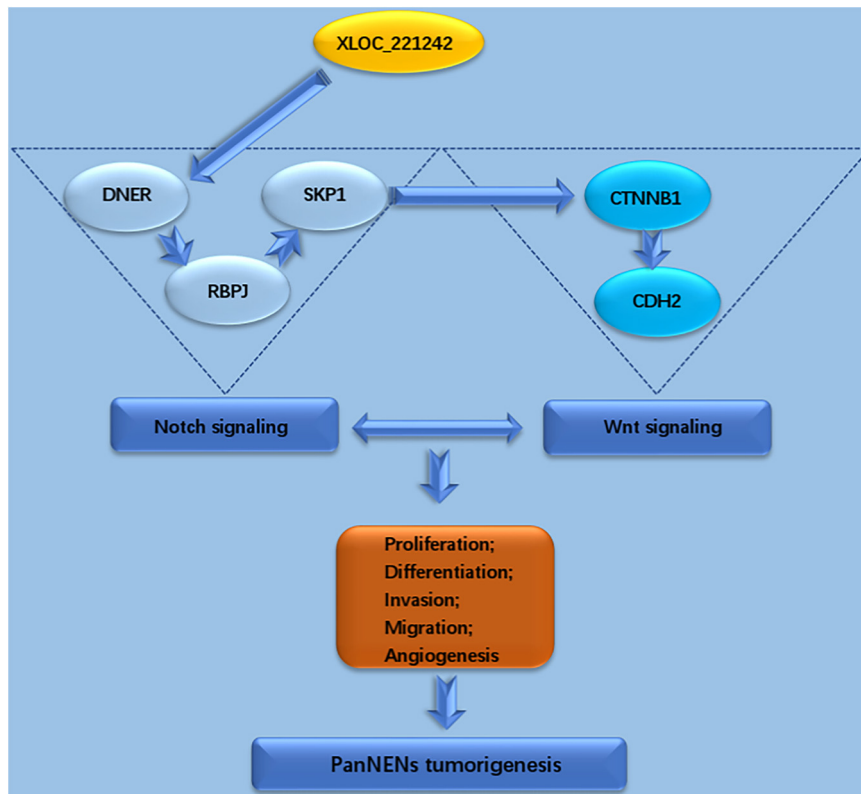 XLOC_221242
DNER
SKP1
CTNNB1
RBPJ
CDH2
Notch signaling
Wnt signaling
Proliferation;
Differentiation;
Invasion;
Migration;
Angiogenesis
PanNENs tumorigenesis